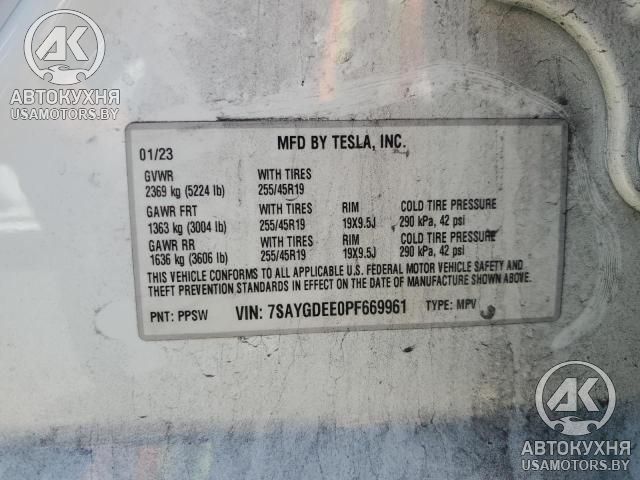 AK
АВТОКУХНЯ
USAMOTORS.BY
MFD BY TESLA, INC.
01/23
GVWR WITH TIRES
2369 kg (5224 lb) 255/45R19
GAWR FRT WITH TIRES RIM COLD TIRE PRESSURE
1363 kg (3004 lb) 255/45R19 19X9.5J 290 kPa, 42 psi
GAWR RR WITH TIRES RIM COLD TIRE PRESSURE
1636 kg (3606 lb) 255/45R19 19X9.5J 290 kPa, 42 psi
THIS VEHICLE CONFORMS TO ALL APPLICABLE U.S. FEDERAL MOTOR VEHICLE SAFETY AND
THEFT PREVENTION STANDARDS IN EFFECT ON THE DATE OF MANUFACTURE SHOWN ABOVE.
PNT: PPSW VIN: 7SAYGDEE0PF669961 TYPE: MPV
AK
АВТОКУХНЯ
USAMOTORS.BY